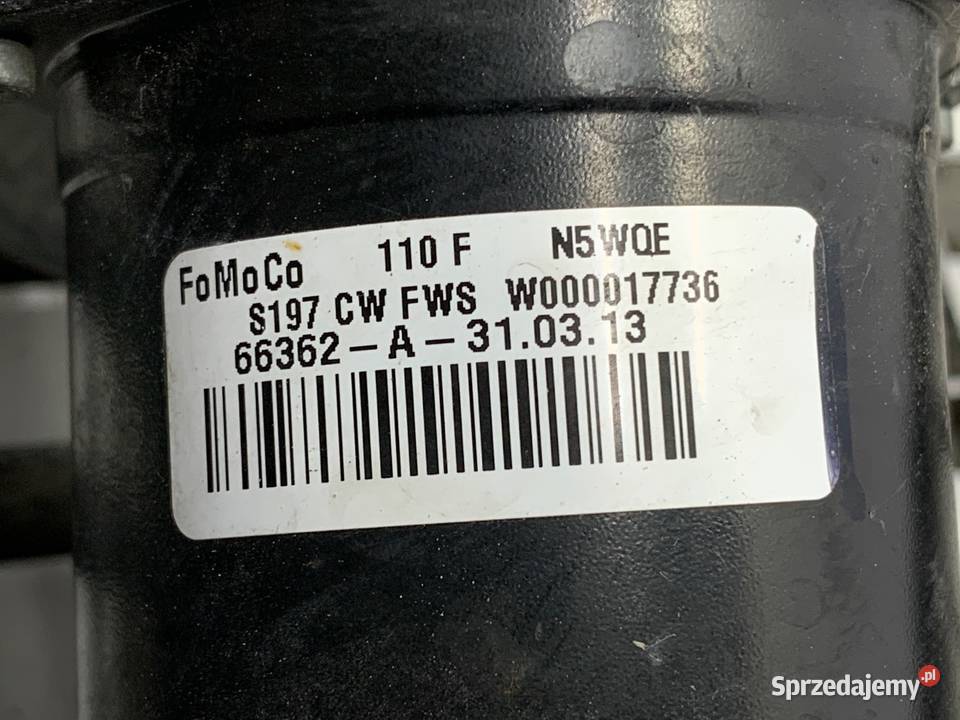 FoMoCo 110 F N5WQE
S197 CW FWS W000017736
66362-A-31.03.13
Sprzedajemy.pl